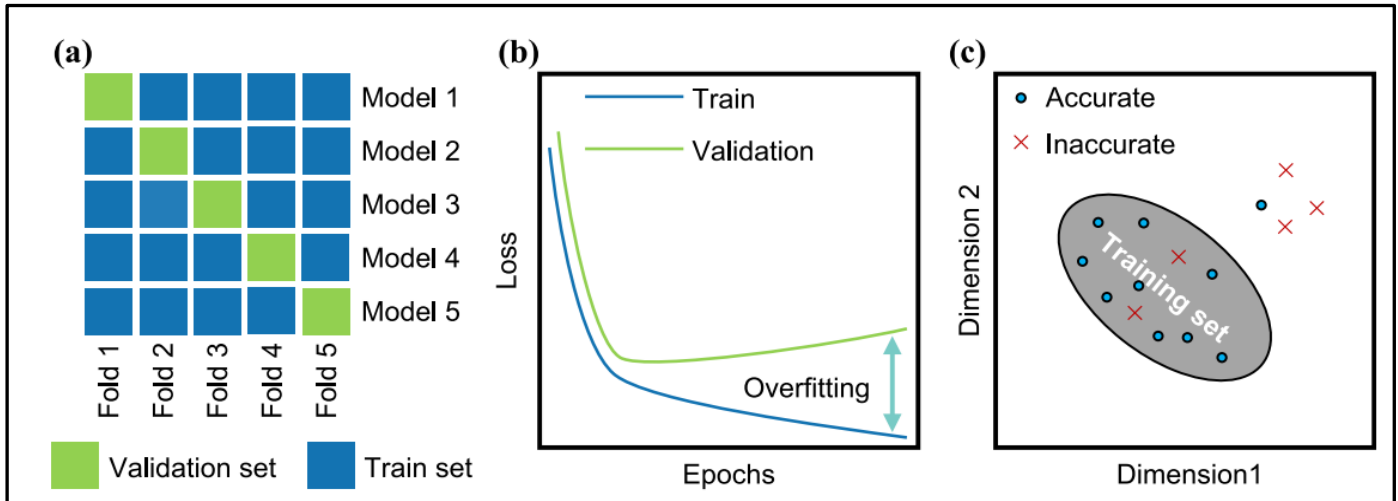 (a)
Model 1
Model 2
Model 3
Model 4
Model 5
Fold 1
Fold 2
Fold 3
Fold 4
Fold 5
Validation set
Train set
(b)
Train
Validation
Loss
Overfitting
Epochs
(c)
Accurate
Inaccurate
Dimension 2
Training set
Dimension1